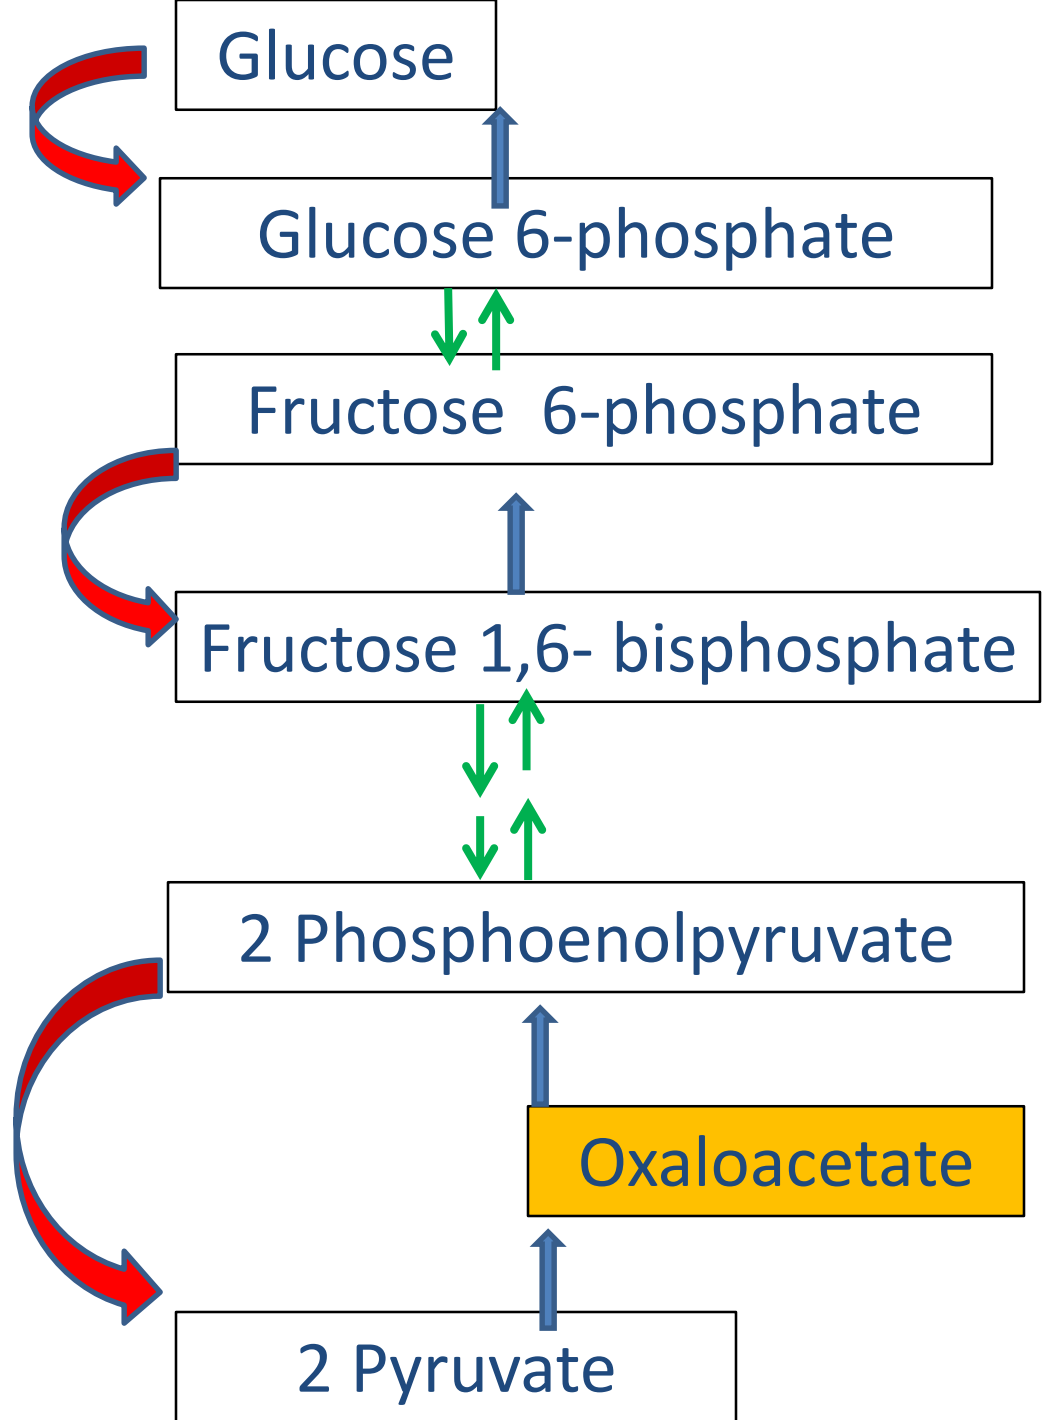 Glucose
Glucose 6-phosphate
Fructose  6-phosphate
Fructose 1,6- bisphosphate
2 Phosphoenolpyruvate
Oxaloacetate
2 Pyruvate